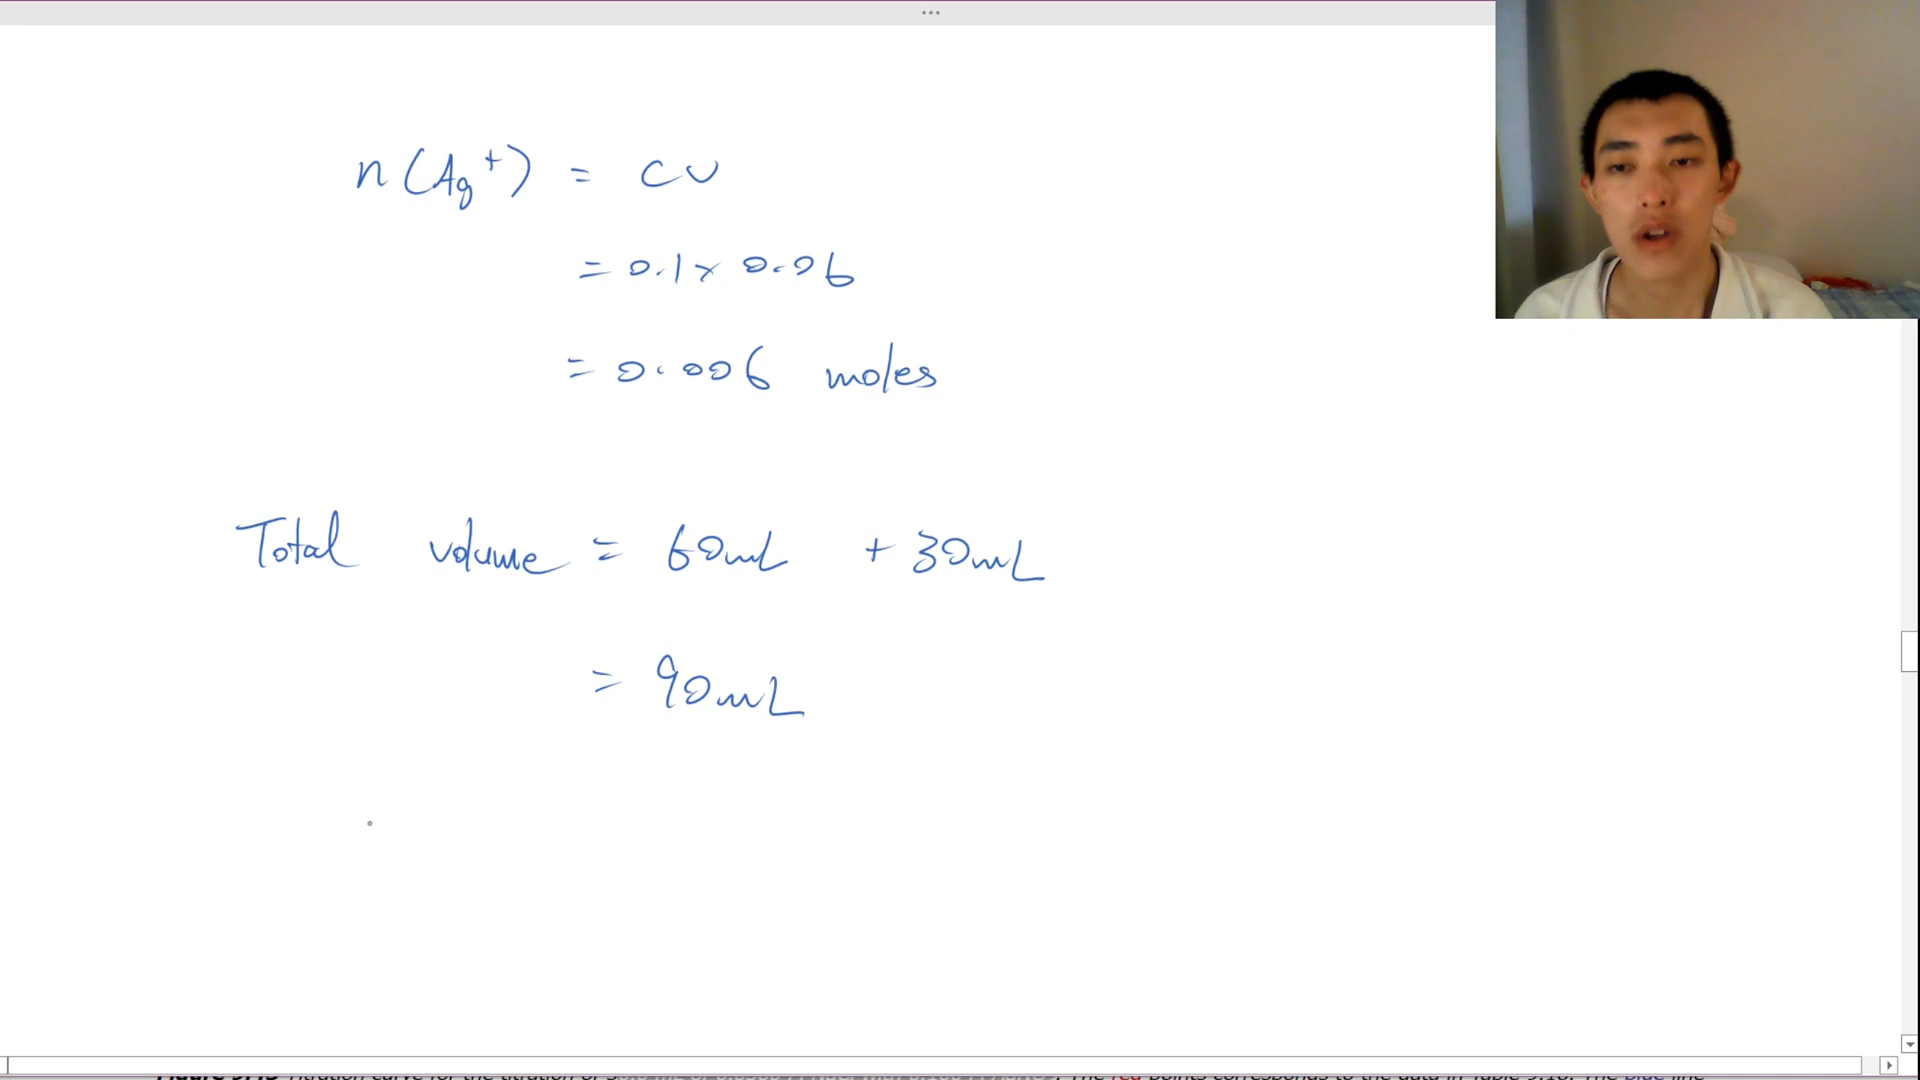 n(Ag⁺) = CV
= 0.1 x 0.06
= 0.006 moles
Total volume = 60mL + 30mL
= 90mL